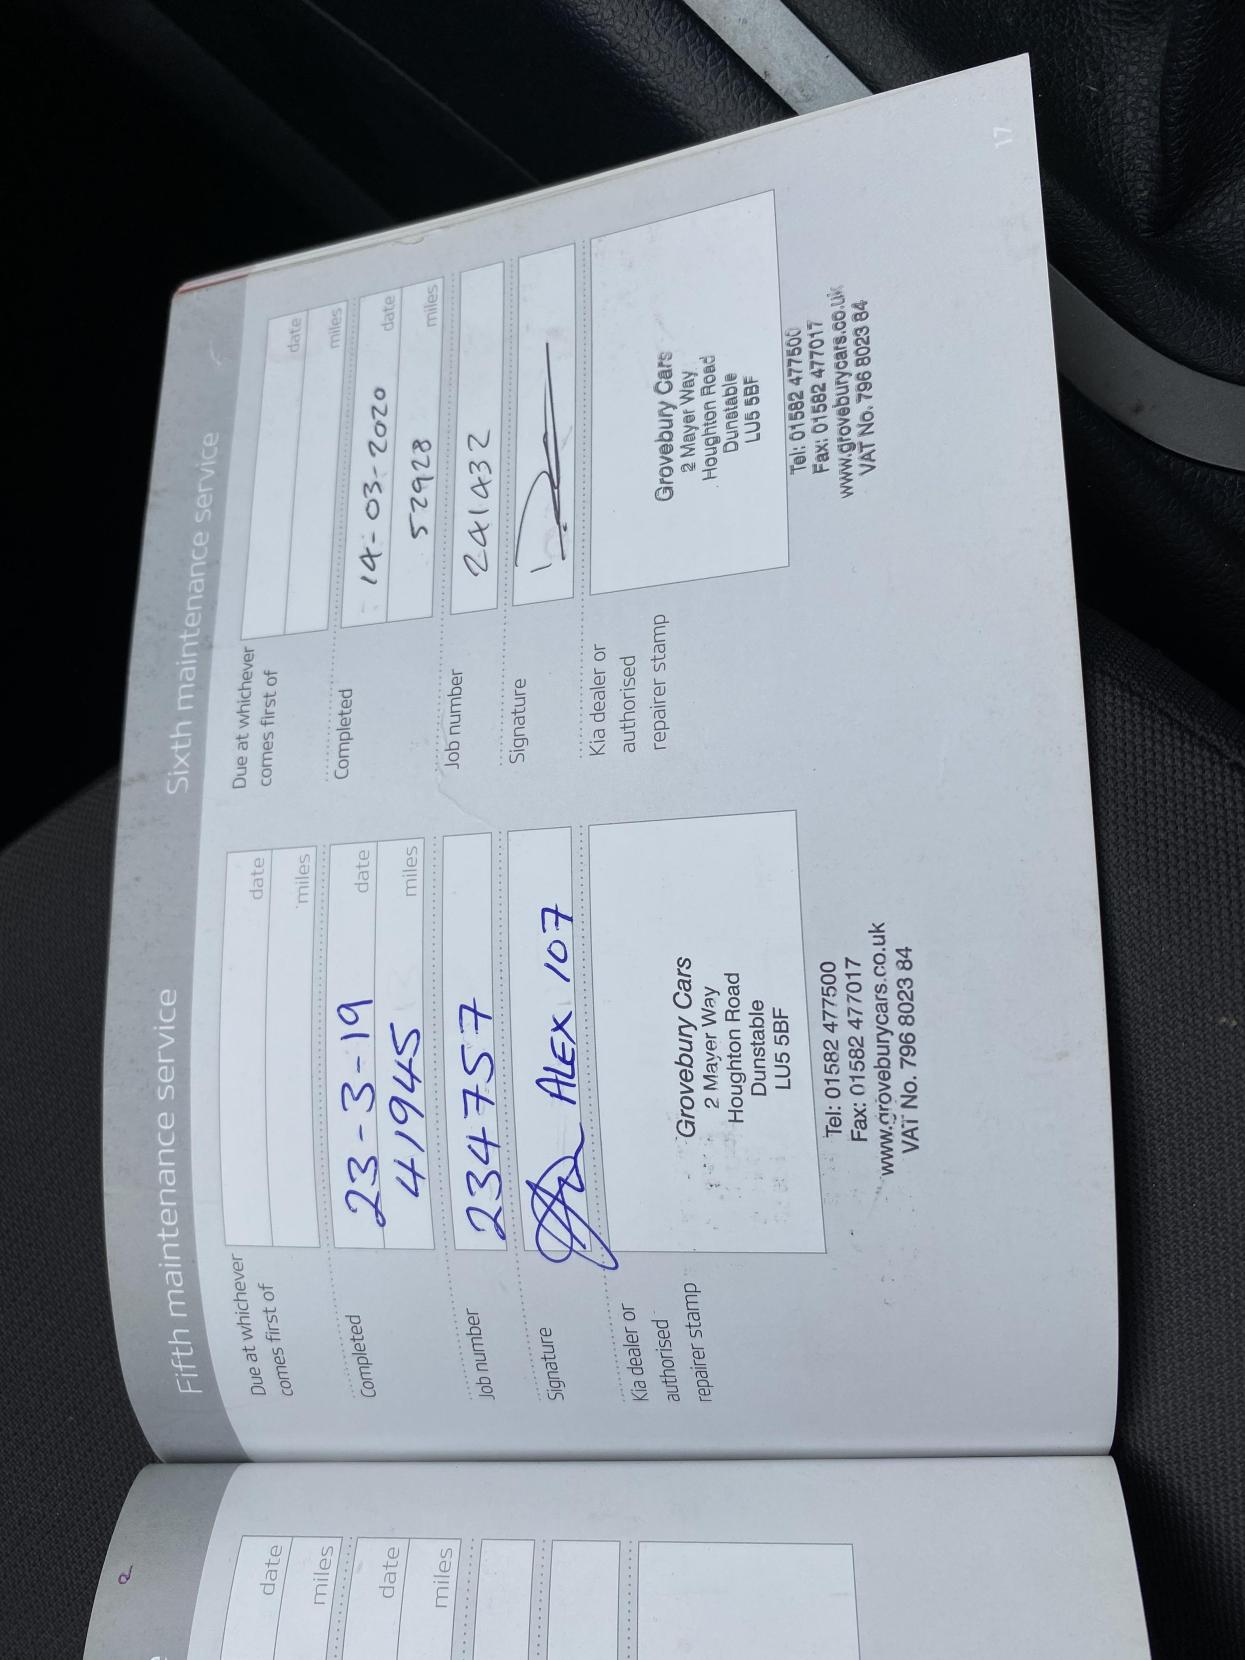 Fifth maintenance service
Due at whichever
comes first of
date
miles
Completed
23-3-19 date
41945 miles
Job number
234757
Signature
ALEX 107
Kia dealer or
authorised
repairer stamp
Grovebury Cars
2 Mayer Way
Houghton Road
Dunstable
LU5 5BF
Tel: 01582 477500
Fax: 01582 477017
www.groveburycars.co.uk
VAT No. 796 8023 84
Sixth maintenance service
Due at whichever
comes first of
date
miles
Completed
14-03-2020 date
52928 miles
Job number
241432
Signature
Kia dealer or
authorised
repairer stamp
Grovebury Cars
2 Mayer Way
Houghton Road
Dunstable
LU5 5BF
Tel: 01582 477500
Fax: 01582 477017
www.groveburycars.co.uk
VAT No. 796 8023 84
17
date
miles
date
miles